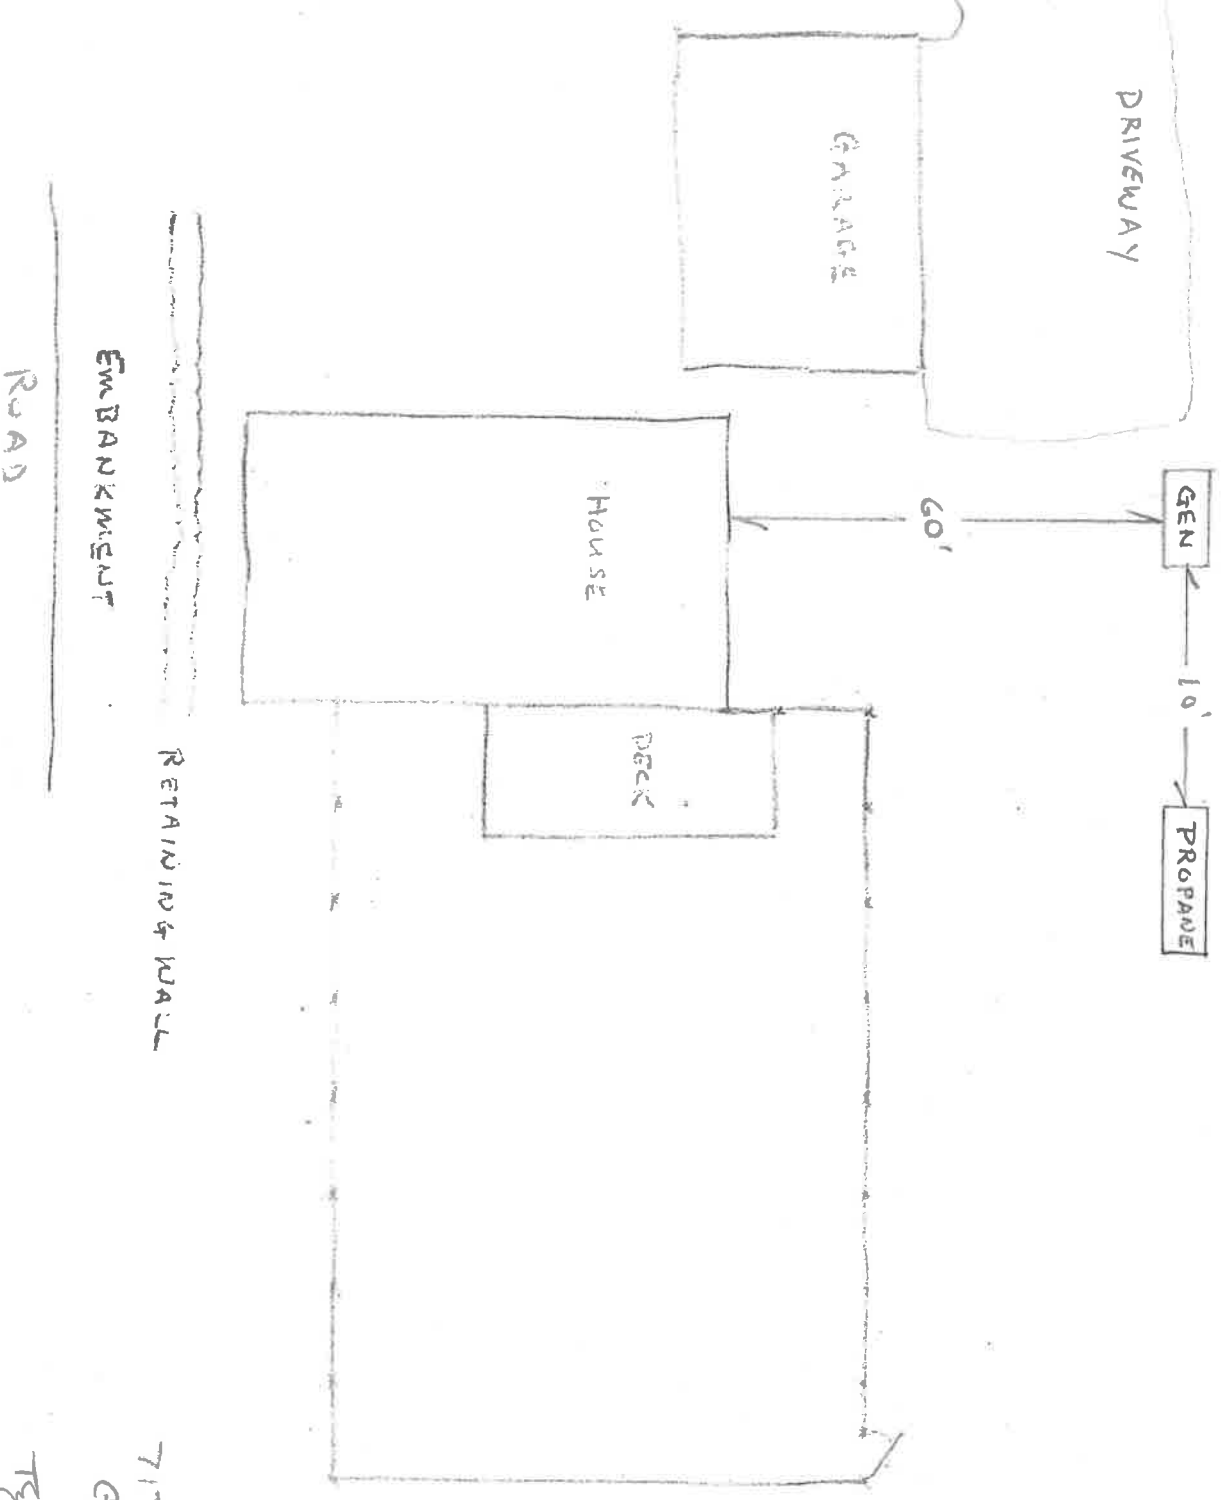 DRIVEWAY
GARAGE
GEN
60'
10'
PROPANE
HOUSE
DECK
RETAINING WALL
EMBANKMENT
ROAD